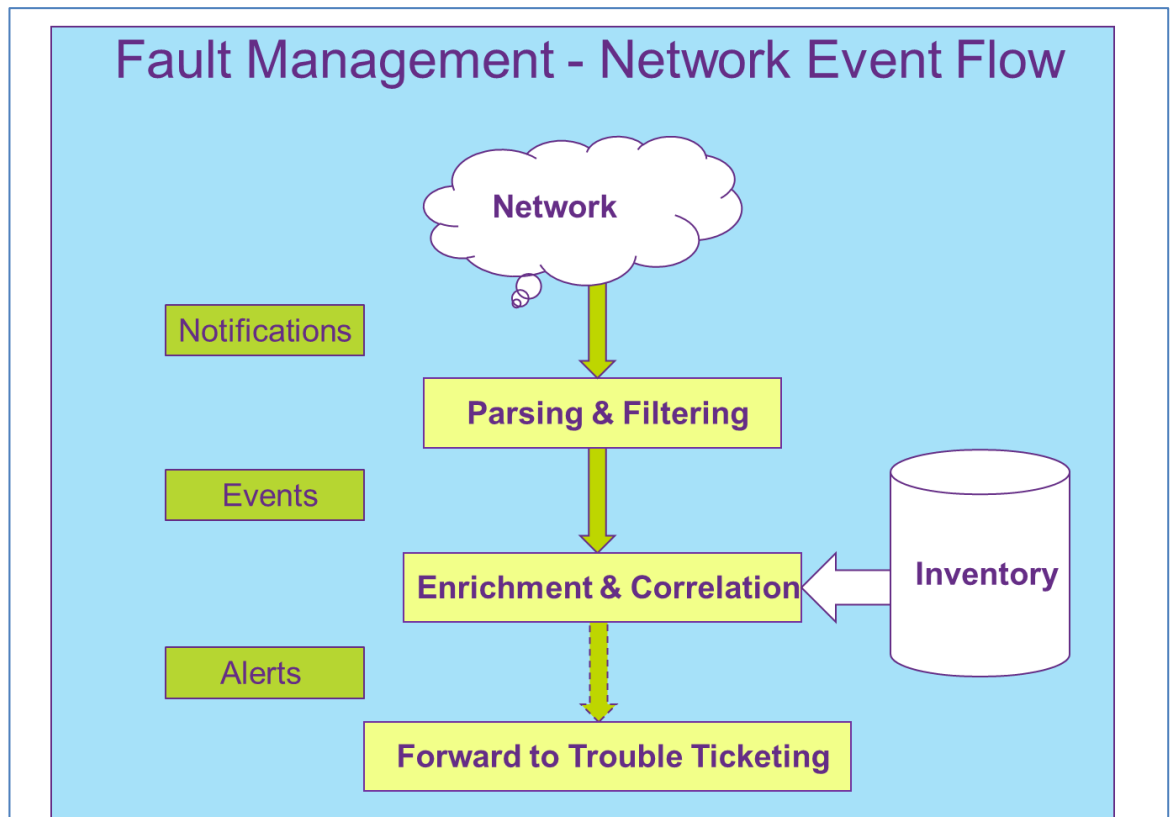 Fault Management - Network Event Flow
Network
Notifications
Parsing & Filtering
Events
Enrichment & Correlation
Inventory
Alerts
Forward to Trouble Ticketing